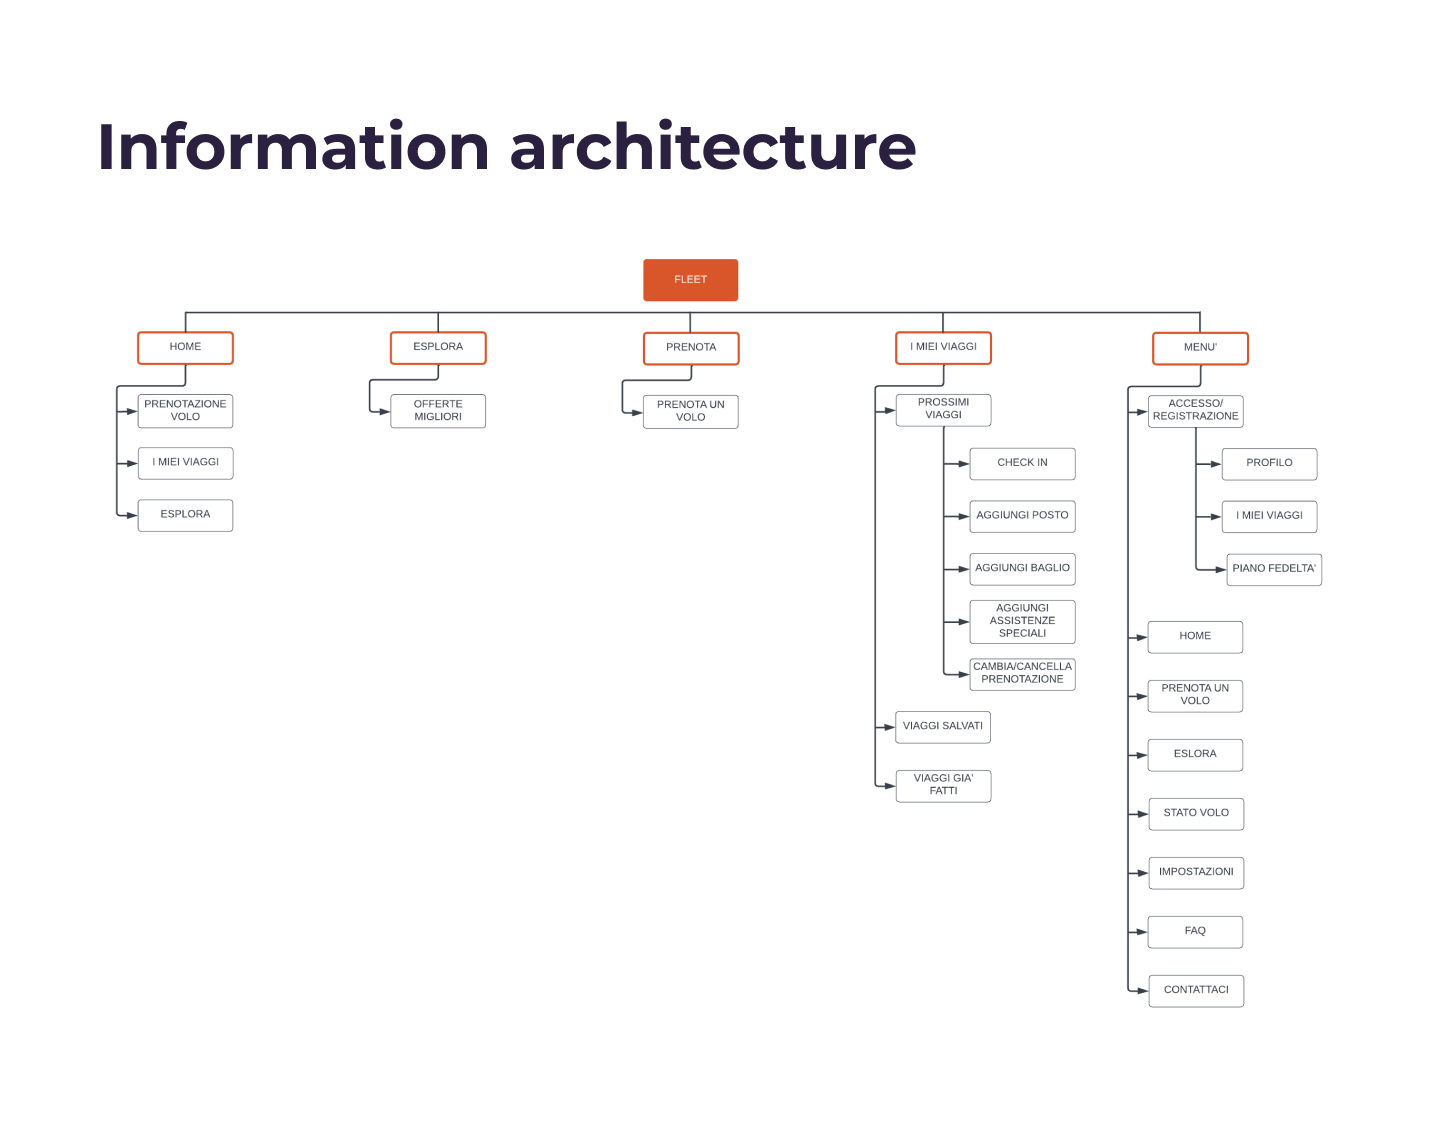 Information architecture
FLEET
HOME
PRENOTAZIONE
VOLO
I MIEI VIAGGI
ESPLORA
ESPLORA
OFFERTE
MIGLIORI
PRENOTA
PRENOTA UN
VOLO
I MIEI VIAGGI
PROSSIMI
VIAGGI
CHECK IN
AGGIUNGI POSTO
AGGIUNGI BAGLIO
AGGIUNGI
ASSISTENZE
SPECIALI
CAMBIA/CANCELLA
PRENOTAZIONE
VIAGGI SALVATI
VIAGGI GIA'
FATTI
MENU'
ACCESSO/
REGISTRAZIONE
PROFILO
I MIEI VIAGGI
PIANO FEDELTA'
HOME
PRENOTA UN
VOLO
ESLORA
STATO VOLO
IMPOSTAZIONI
FAQ
CONTATTACI